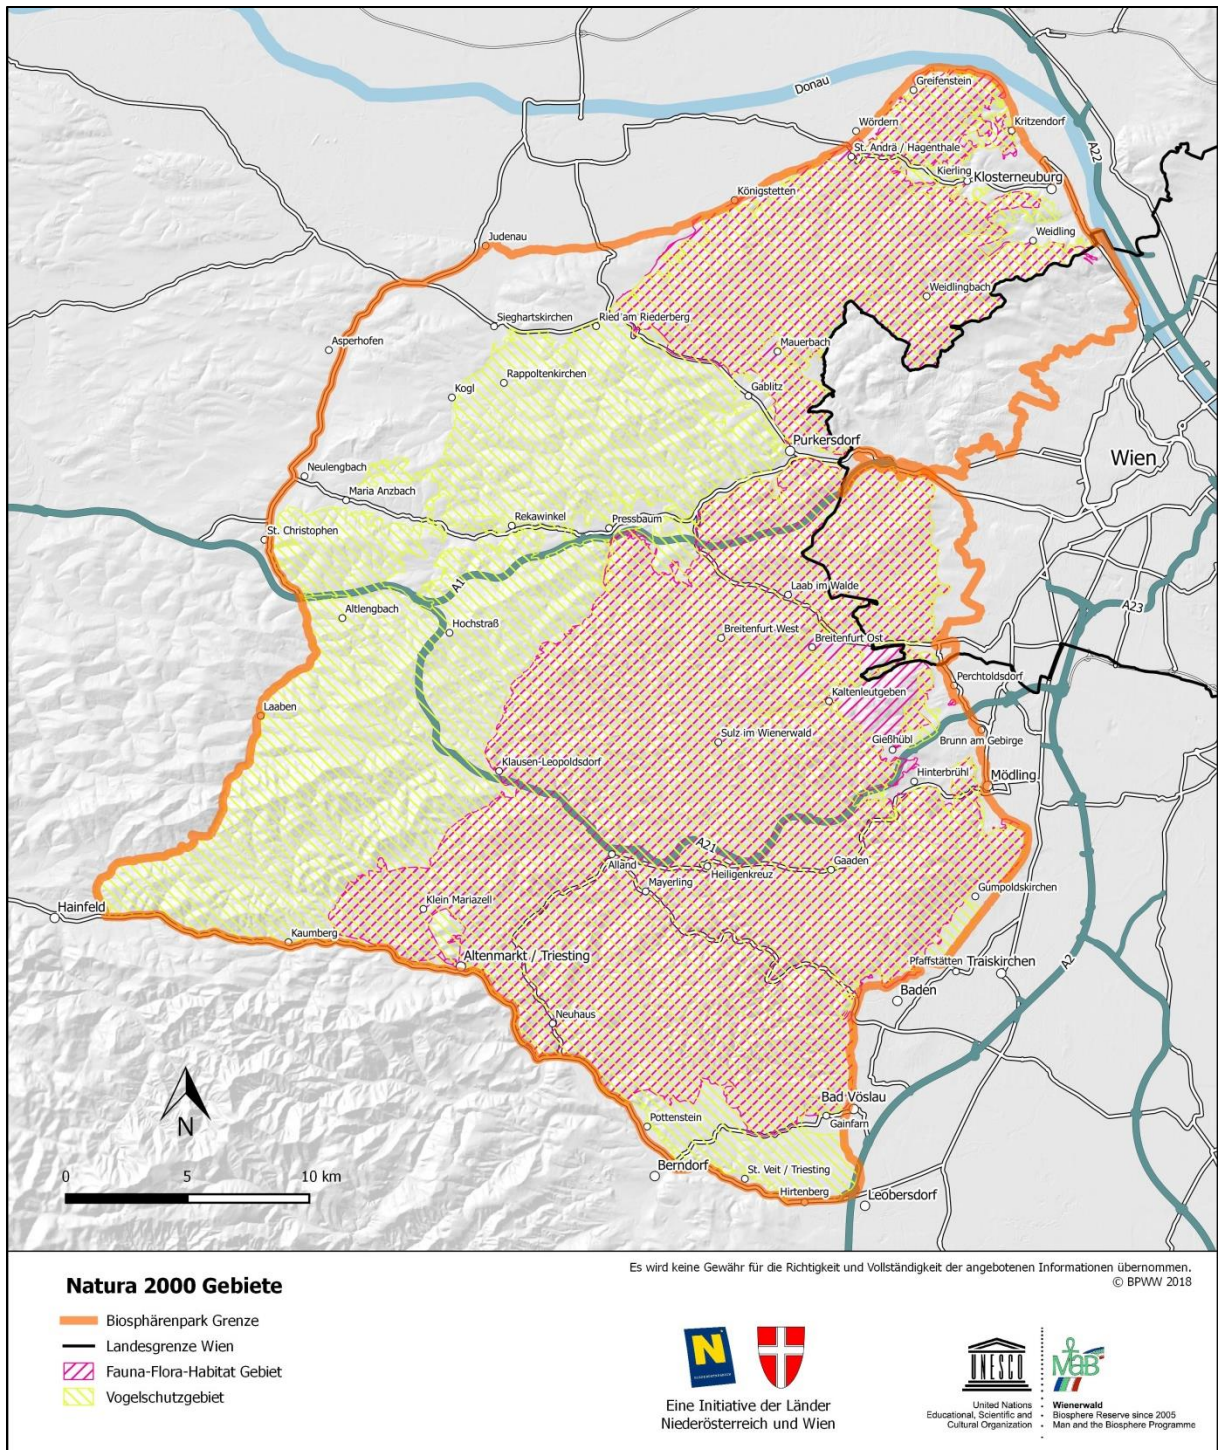 Donau
Greifenstein
A22
Wördern
Kritzendorf
St. Andrä / Hagenthale
Kierling
Klosterneuburg
Königstetten
Weidling
Judenau
Weidlingbach
Sieghartskirchen
Ried am Riederberg
Asperhofen
Mauerbach
Rappoltenkirchen
Kogl
Gablitz
Purkersdorf
Wien
Neulengbach
Maria Anzbach
Rekawinkel
Pressbaum
St. Christophen
A1
Laab im Walde
A23
Altlengbach
Hochstraß
Breitenfurt West
Breitenfurt Ost
Perchtoldsdorf
Kaltenleutgeben
Laaben
Sulz im Wienerwald
Gießhübl
Brunn am Gebirge
Klausen-Leopoldsdorf
Hinterbrühl
Mödling
A21
Alland
Heiligenkreuz
Gaaden
Mayerling
Gumpoldskirchen
Hainfeld
Klein Mariazell
Kaumberg
Altenmarkt / Triesting
Pfaffstätten
Traiskirchen
A2
Baden
Neuhaus
N
Bad Vöslau
Pottenstein
Gainfarn
Berndorf
St. Veit / Triesting
0 5 10 km
Hirtenberg
Leobersdorf
Es wird keine Gewähr für die Richtigkeit und Vollständigkeit der angebotenen Informationen übernommen.
© BPWW 2018
Natura 2000 Gebiete
Biosphärenpark Grenze
Landesgrenze Wien
Fauna-Flora-Habitat Gebiet
Vogelschutzgebiet
N
Eine Initiative der Länder
Niederösterreich und Wien
UNESCO
MaB
United Nations
Educational, Scientific and
Cultural Organization
Wienerwald
Biosphere Reserve since 2005
Man and the Biosphere Programme